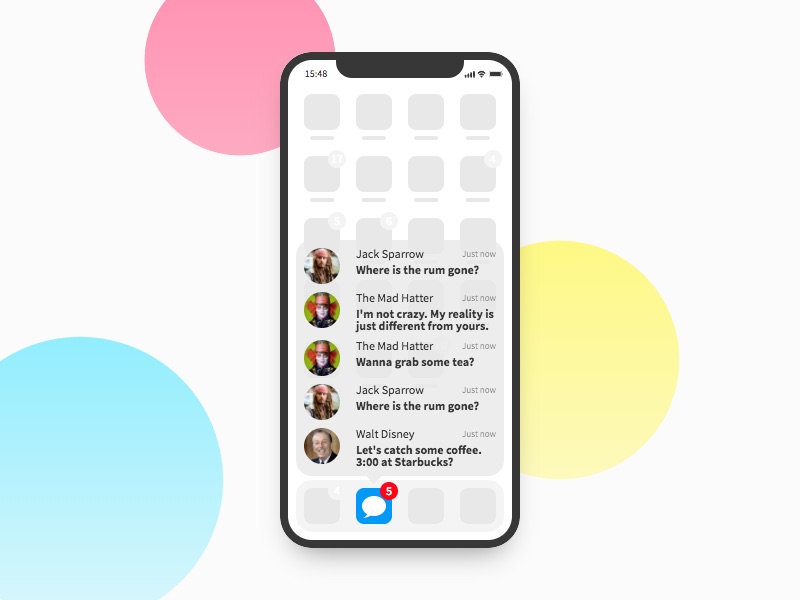 15:48
17
4
5
6
Jack Sparrow Just now
Where is the rum gone?
The Mad Hatter Just now
I'm not crazy. My reality is
just different from yours.
The Mad Hatter Just now
Wanna grab some tea?
Jack Sparrow Just now
Where is the rum gone?
Walt Disney Just now
Let's catch some coffee.
3:00 at Starbucks?
4
5